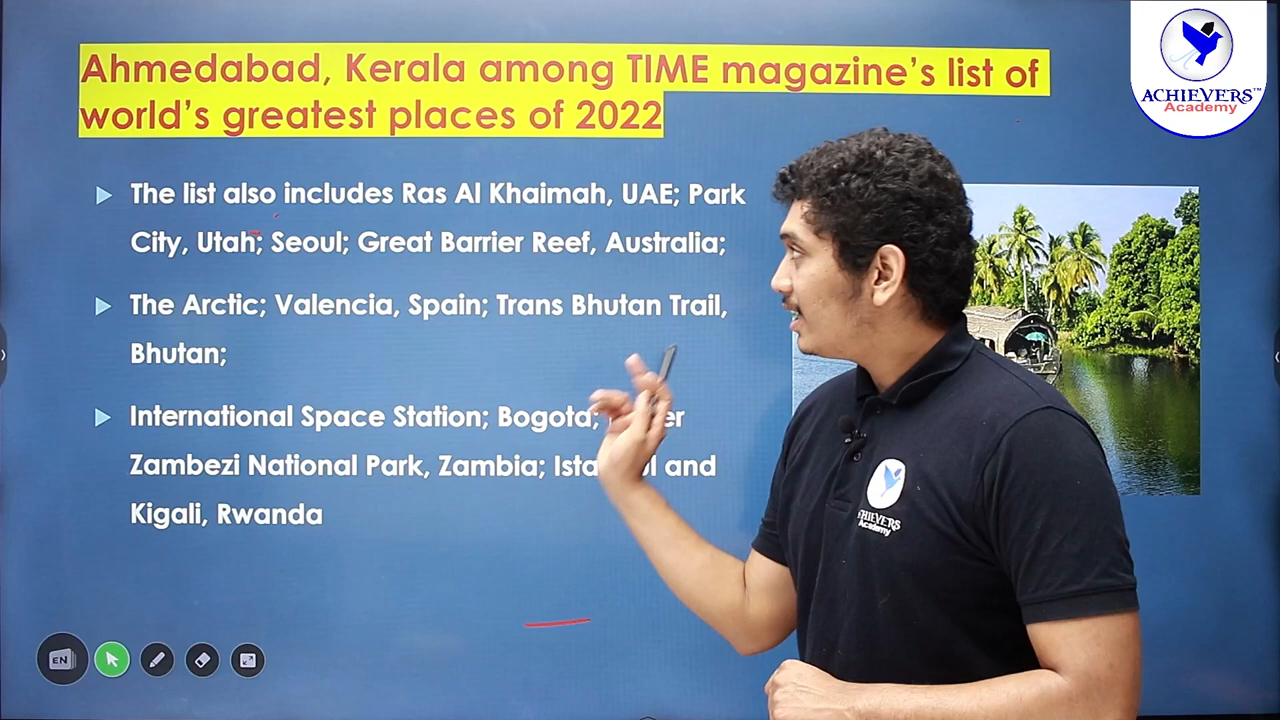 Ahmedabad, Kerala among TIME magazine’s list of
world’s greatest places of 2022
ACHIEVERS™
Academy
The list also includes Ras Al Khaimah, UAE; Park
City, Utah; Seoul; Great Barrier Reef, Australia;
The Arctic; Valencia, Spain; Trans Bhutan Trail,
Bhutan;
International Space Station; Bogota;
Zambezi National Park, Zambia; and
Kigali, Rwanda
ACHIEVERS
Academy
EN